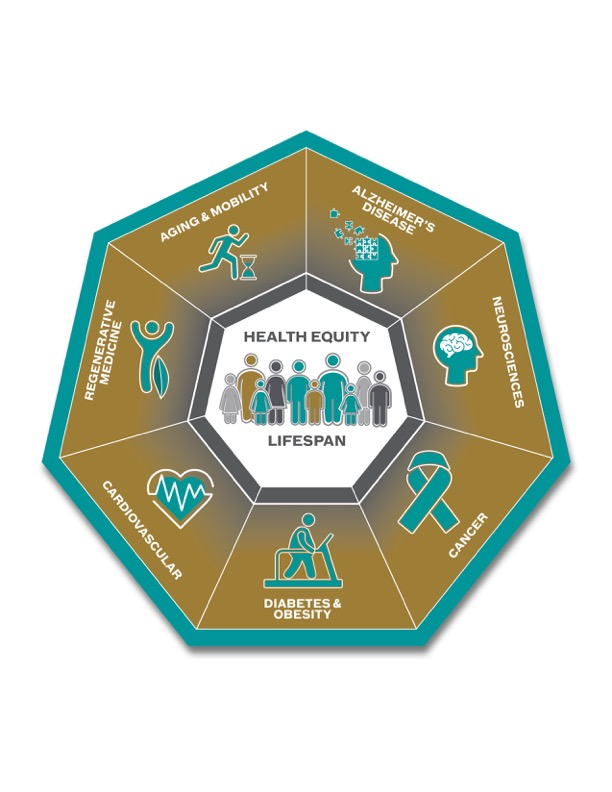 AGING & MOBILITY
ALZHEIMER'S
DISEASE
NEUROSCIENCES
CANCER
DIABETES &
OBESITY
CARDIOVASCULAR
REGENERATIVE
MEDICINE
HEALTH EQUITY
LIFESPAN